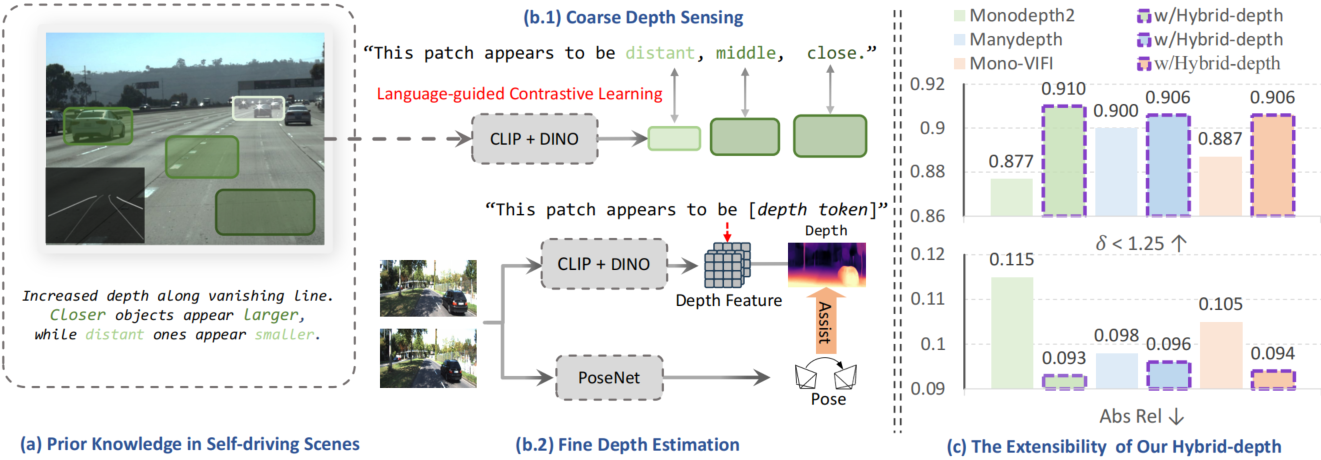 Increased depth along vanishing line.
Closer objects appear larger,
while distant ones appear smaller.
(a) Prior Knowledge in Self-driving Scenes
(b.1) Coarse Depth Sensing
“This patch appears to be distant, middle, close.”
Language-guided Contrastive Learning
CLIP + DINO
“This patch appears to be [depth token]”
CLIP + DINO
Depth Feature
Depth
Assist
PoseNet
Pose
(b.2) Fine Depth Estimation
Monodepth2 w/Hybrid-depth
Manydepth w/Hybrid-depth
Mono-VIFI w/Hybrid-depth
0.92
0.9
0.88
0.86
0.877
0.910
0.900
0.906
0.887
0.906
δ < 1.25 ↑
0.12
0.11
0.1
0.09
0.115
0.093
0.098
0.096
0.105
0.094
Abs Rel ↓
(c) The Extensibility of Our Hybrid-depth